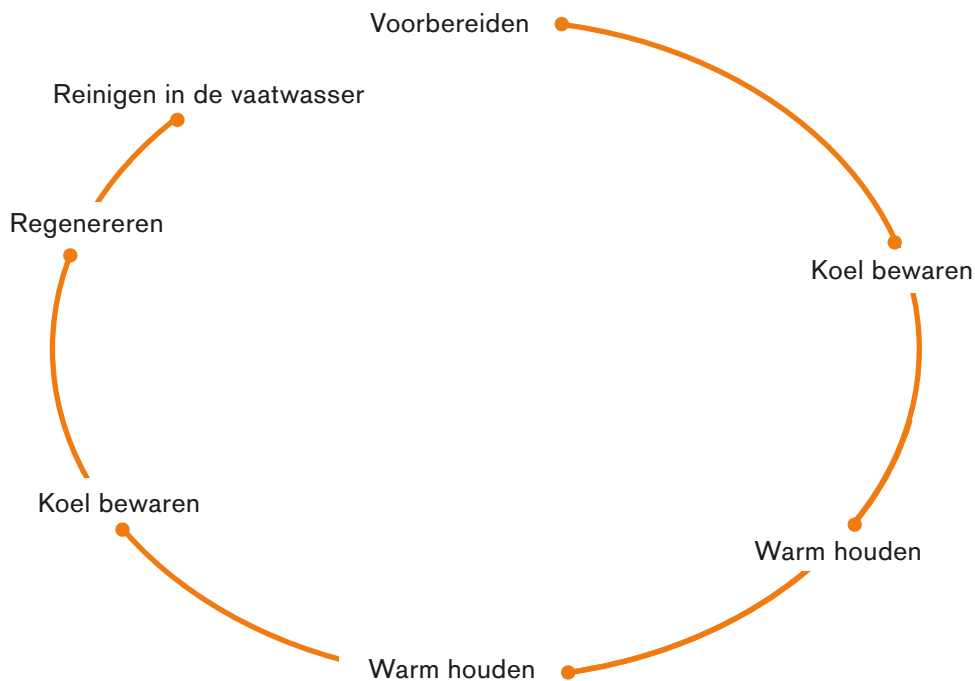 Voorbereiden
Koel bewaren
Warm houden
Warm houden
Koel bewaren
Regenereren
Reinigen in de vaatwasser